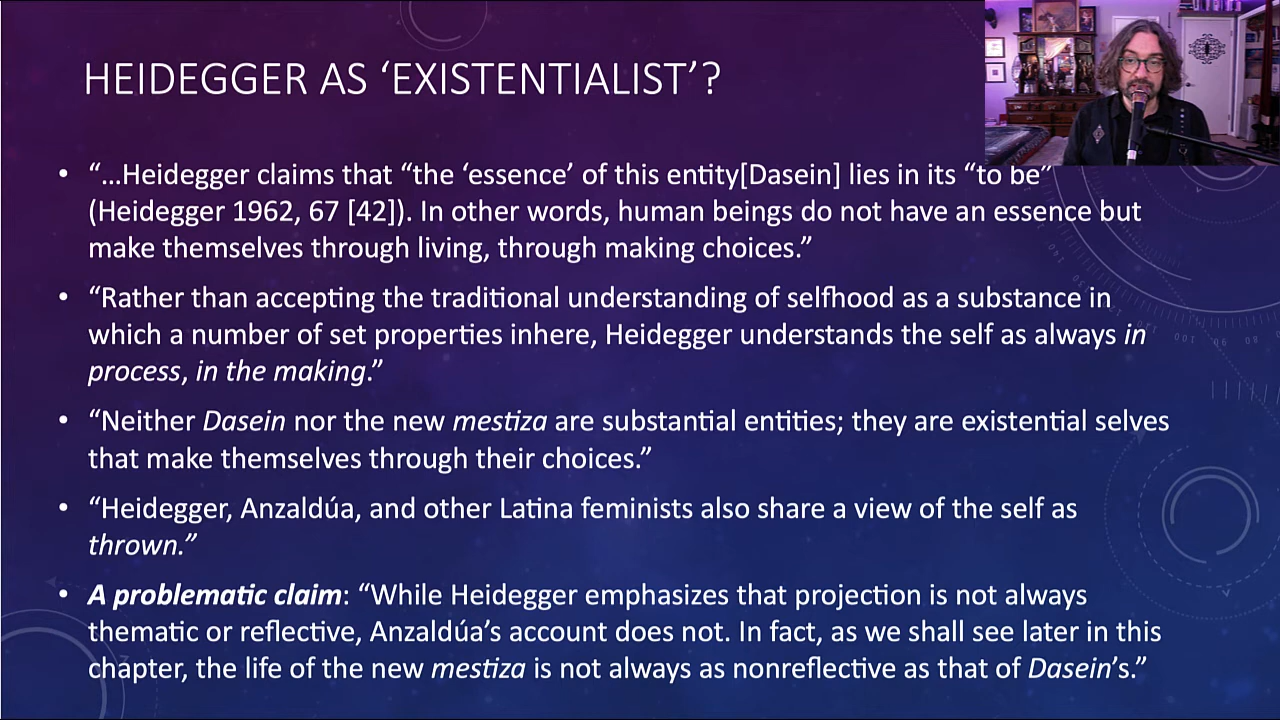 HEIDEGGER AS ‘EXISTENTIALIST’?
• “…Heidegger claims that “the ‘essence’ of this entity[Dasein] lies in its “to be”
(Heidegger 1962, 67 [42]). In other words, human beings do not have an essence but
make themselves through living, through making choices.”
• “Rather than accepting the traditional understanding of selfhood as a substance in
which a number of set properties inhere, Heidegger understands the self as always in
process, in the making.”
• “Neither Dasein nor the new mestiza are substantial entities; they are existential selves
that make themselves through their choices.”
• “Heidegger, Anzaldúa, and other Latina feminists also share a view of the self as
thrown.”
• A problematic claim: “While Heidegger emphasizes that projection is not always
thematic or reflective, Anzaldúa’s account does not. In fact, as we shall see later in this
chapter, the life of the new mestiza is not always as nonreflective as that of Dasein’s.”